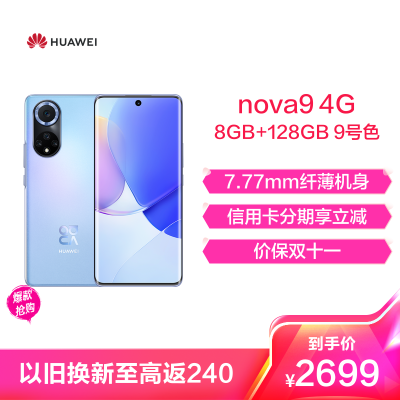 HUAWEI
nova9 4G
8GB+128GB 9号色
7.77mm纤薄机身
信用卡分期享立减
价保双十一
HUAWEI
爆款
抢购
到手价
以旧换新至高返240
¥2699